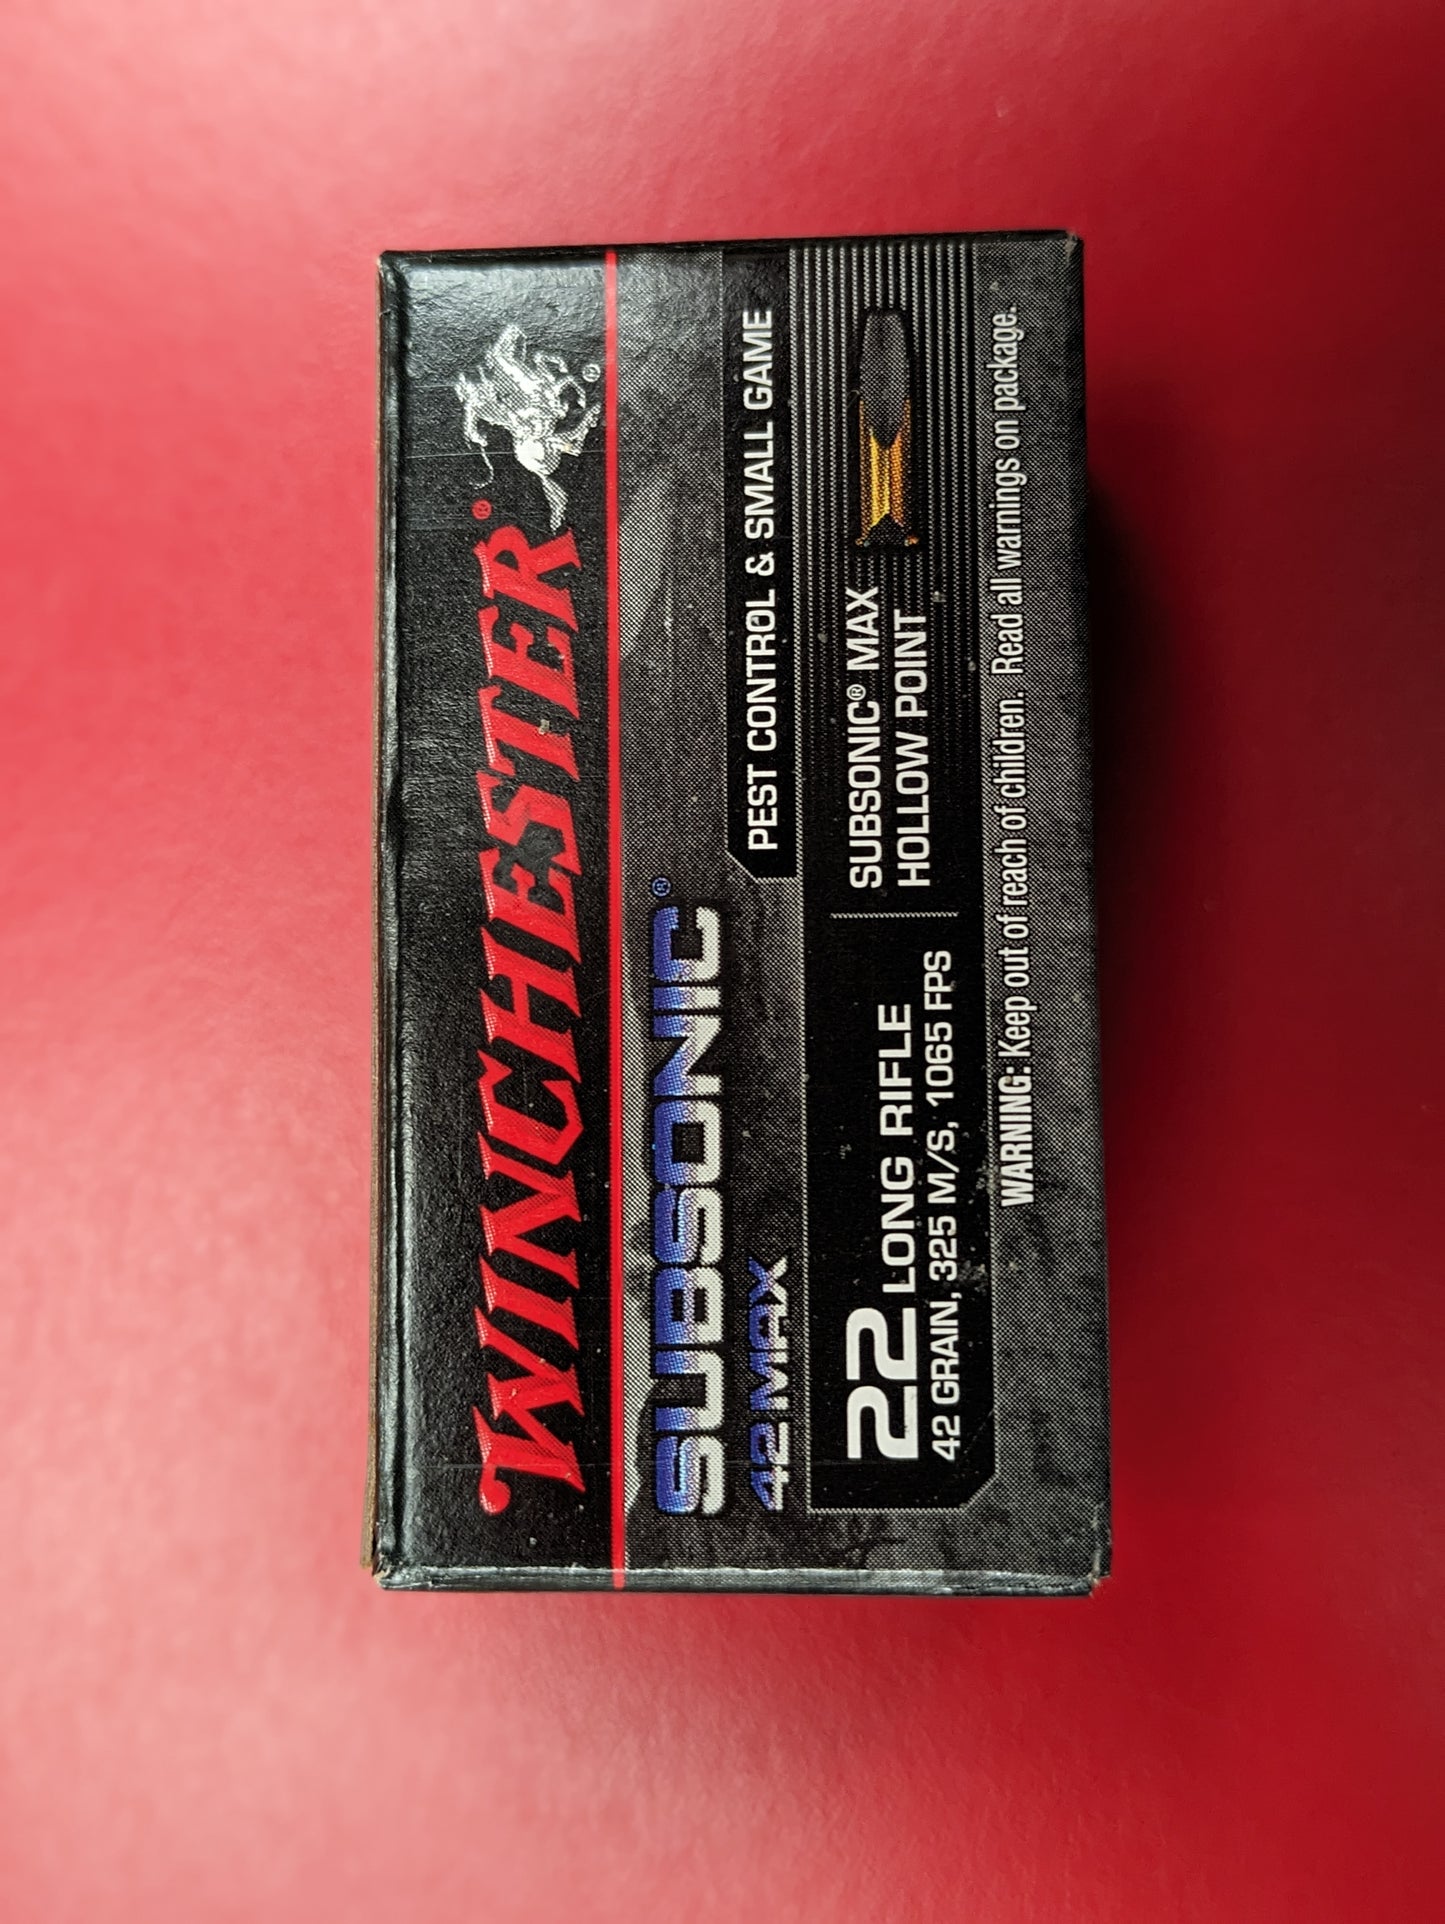 WINCHESTER®
®
SUBSONIC®
42 MAX
PEST CONTROL & SMALL GAME
22 LONG RIFLE
42 GRAIN, 325 M/S, 1065 FPS
SUBSONIC® MAX
HOLLOW POINT
WARNING: Keep out of reach of children. Read all warnings on package.